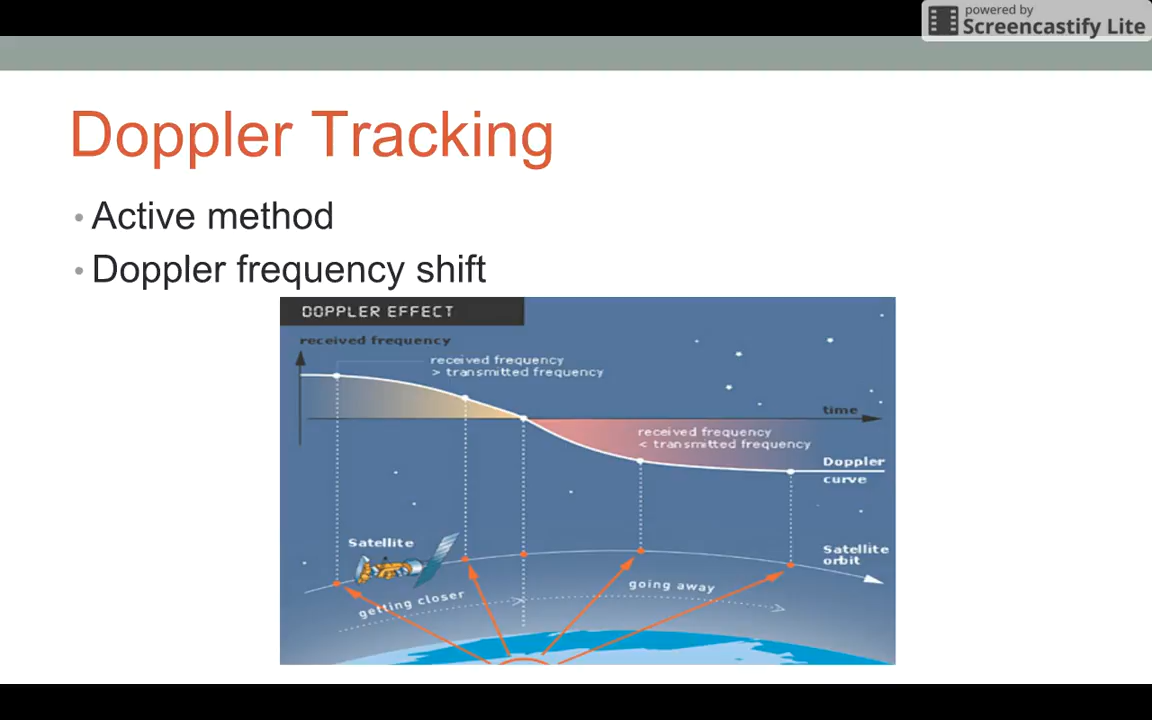 powered by
Screencastify Lite
Doppler Tracking
• Active method
• Doppler frequency shift
DOPPLER EFFECT
received frequency
received frequency
> transmitted frequency
time
received frequency
< transmitted frequency
Doppler
curve
Satellite
Satellite
orbit
getting closer
going away